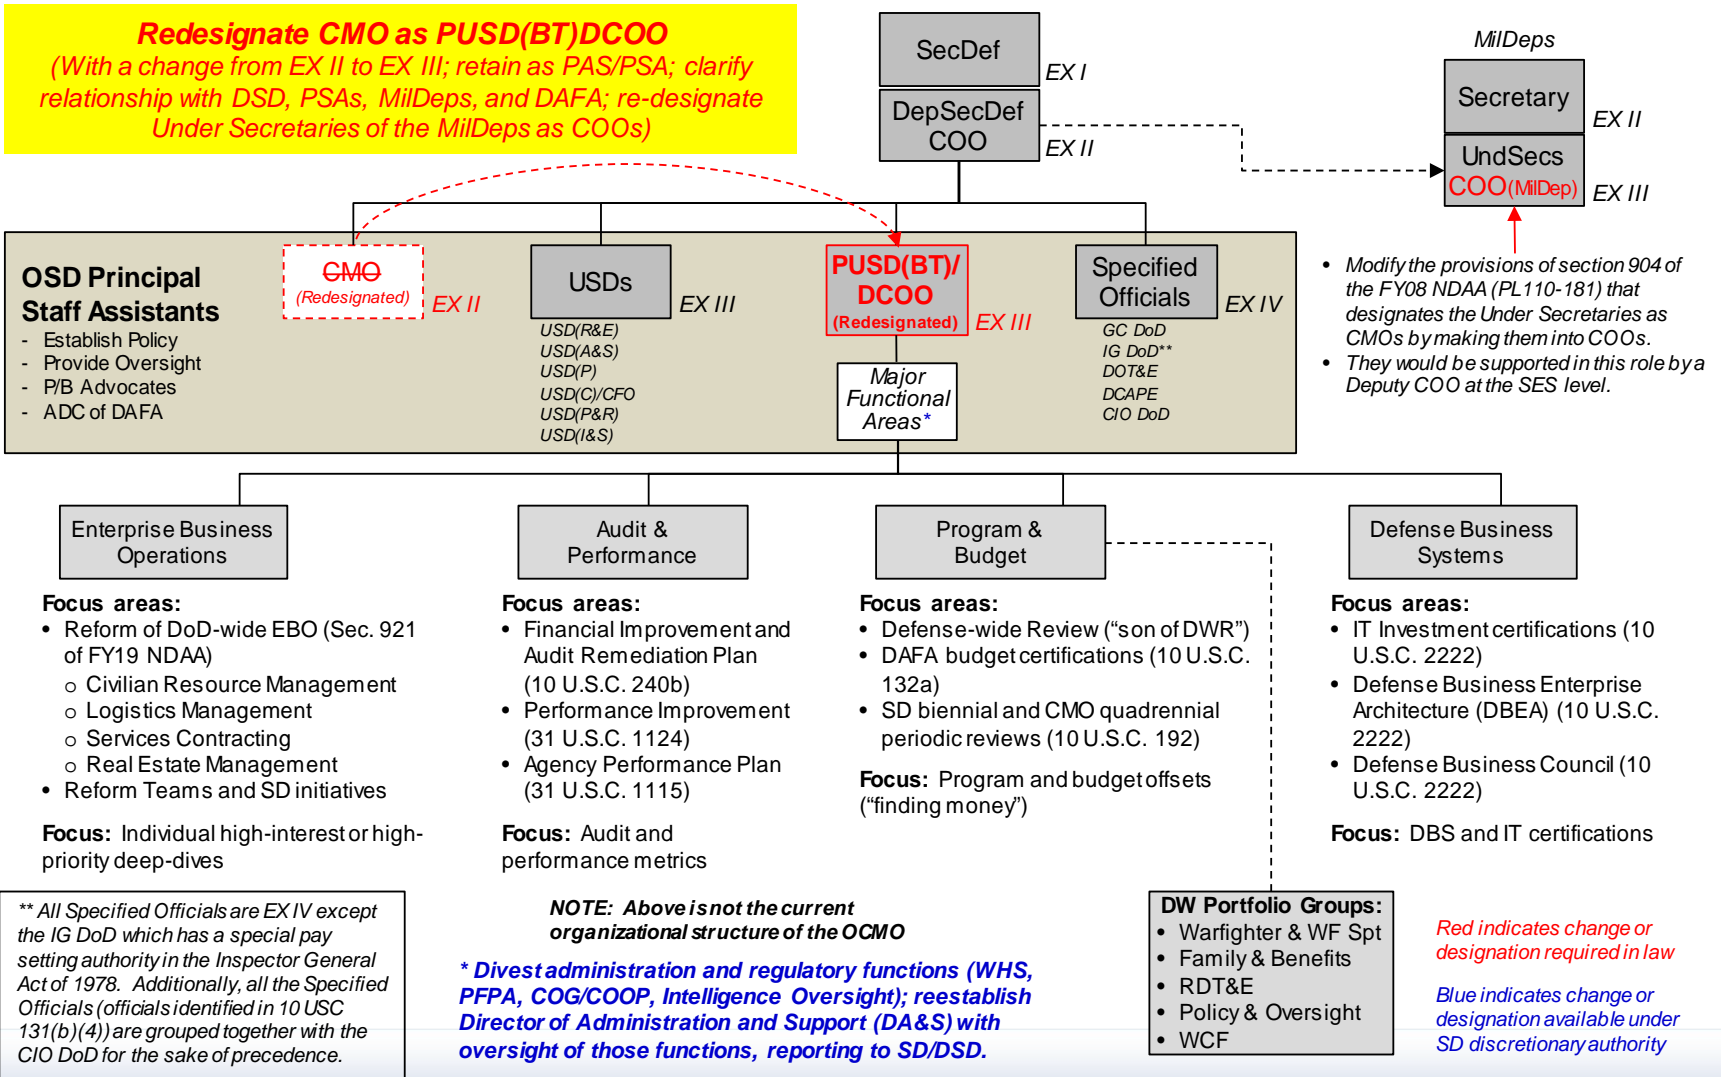 Redesignate CMO as PUSD(BT)DCOO
(With a change from EX II to EX III; retain as PAS/PSA; clarify
relationship with DSD, PSAs, MilDeps, and DAFA; re-designate
Under Secretaries of the MilDeps as COOs)
SecDef
EX I
DepSecDef
COO
EX II
MilDeps
Secretary
EX II
UndSecs
COO(MilDep)
EX III
• Modify the provisions of section 904 of
the FY08 NDAA (PL110-181) that
designates the Under Secretaries as
CMOs by making them into COOs.
• They would be supported in this role by a
Deputy COO at the SES level.
OSD Principal
Staff Assistants
- Establish Policy
- Provide Oversight
- P/B Advocates
- ADC of DAFA
CMO
(Redesignated)
EX II
USDs
EX III
USD(R&E)
USD(A&S)
USD(P)
USD(C)/CFO
USD(P&R)
USD(I&S)
PUSD(BT)/
DCOO
(Redesignated)
EX III
Major
Functional
Areas*
Specified
Officials
EX IV
GC DoD
IG DoD**
DOT&E
DCAPE
CIO DoD
Enterprise Business
Operations
Focus areas:
• Reform of DoD-wide EBO (Sec. 921
of FY19 NDAA)
o Civilian Resource Management
o Logistics Management
o Services Contracting
o Real Estate Management
• Reform Teams and SD initiatives
Focus: Individual high-interest or high-
priority deep-dives
Audit &
Performance
Focus areas:
• Financial Improvement and
Audit Remediation Plan
(10 U.S.C. 240b)
• Performance Improvement
(31 U.S.C. 1124)
• Agency Performance Plan
(31 U.S.C. 1115)
Focus: Audit and
performance metrics
Program &
Budget
Focus areas:
• Defense-wide Review (“son of DWR”)
• DAFA budget certifications (10 U.S.C.
132a)
• SD biennial and CMO quadrennial
periodic reviews (10 U.S.C. 192)
Focus: Program and budget offsets
(“finding money”)
Defense Business
Systems
Focus areas:
• IT Investment certifications (10
U.S.C. 2222)
• Defense Business Enterprise
Architecture (DBEA) (10 U.S.C.
2222)
• Defense Business Council (10
U.S.C. 2222)
Focus: DBS and IT certifications
** All Specified Officials are EX IV except
the IG DoD which has a special pay
setting authority in the Inspector General
Act of 1978. Additionally, all the Specified
Officials (officials identified in 10 USC
131(b)(4)) are grouped together with the
CIO DoD for the sake of precedence.
NOTE: Above is not the current
organizational structure of the OCMO
* Divest administration and regulatory functions (WHS,
PFPA, COG/COOP, Intelligence Oversight); reestablish
Director of Administration and Support (DA&S) with
oversight of those functions, reporting to SD/DSD.
DW Portfolio Groups:
• Warfighter & WF Spt
• Family & Benefits
• RDT&E
• Policy & Oversight
• WCF
Red indicates change or
designation required in law
Blue indicates change or
designation available under
SD discretionary authority